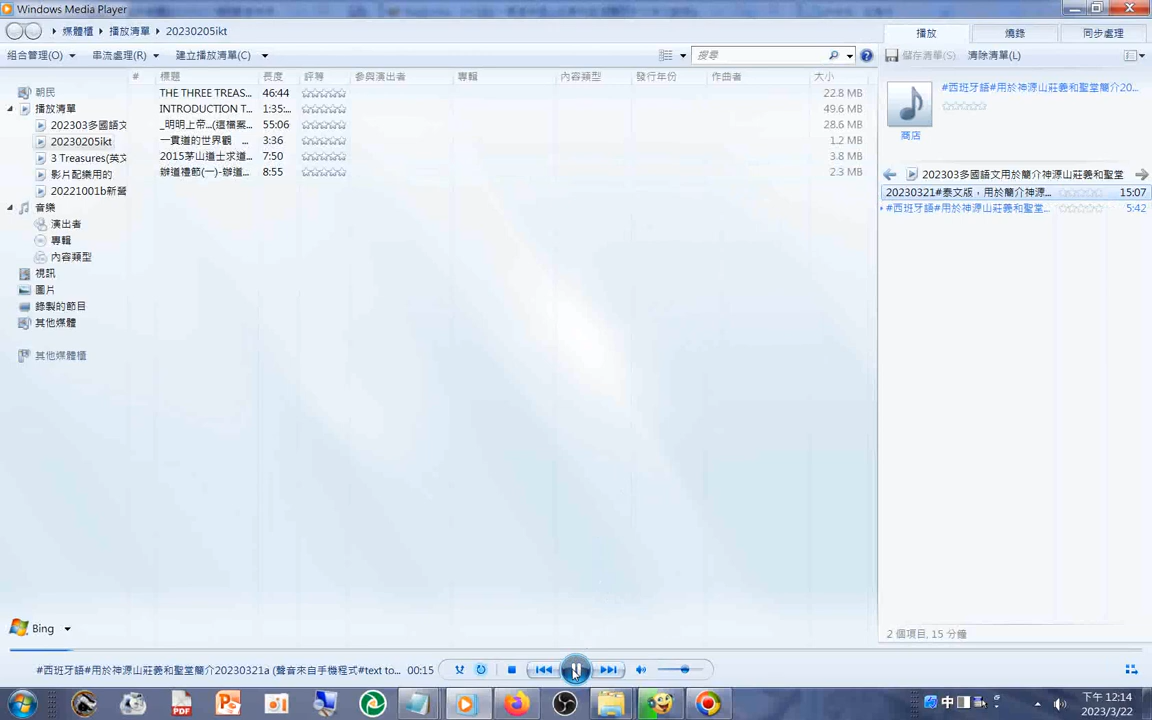 Windows Media Player
媒體櫃 播放清單 20230205ikt
播放 燒錄 同步處理
組合管理(O) 串流處理(R) 建立播放清單(C) 搜尋
儲存清單(S) 清除清單(L)
# 標題 長度 評等 參與演出者 專輯 內容類型 發行年份 作曲者 大小
THE THREE TREAS... 46:44 22.8 MB
INTRODUCTION T... 1:35:... 49.6 MB
_明明上帝...(這檔案... 55:06 28.6 MB
一貫道的世界觀 ... 3:36 1.2 MB
2015茅山道士求道... 7:50 3.8 MB
辦道禮節(一)-辦道... 8:55 2.3 MB
朝民
播放清單
202303多國語文
20230205ikt
3 Treasures(英文
影片配樂用的
20221001b新營
音樂
演出者
專輯
內容類型
視訊
圖片
錄製的節目
其他媒體
其他媒體櫃
#西班牙語#用於神源山莊義和聖堂簡介20...
商店
202303多國語文用於簡介神源山莊義和聖堂
20230321#泰文版，用於簡介神源... 15:07
#西班牙語#用於神源山莊義和聖堂... 5:42
2 個項目, 15 分鐘
Bing
#西班牙語#用於神源山莊義和聖堂簡介20230321a (聲音來自手機程式#text to... 00:15
PDF
中
下午 12:14
2023/3/22